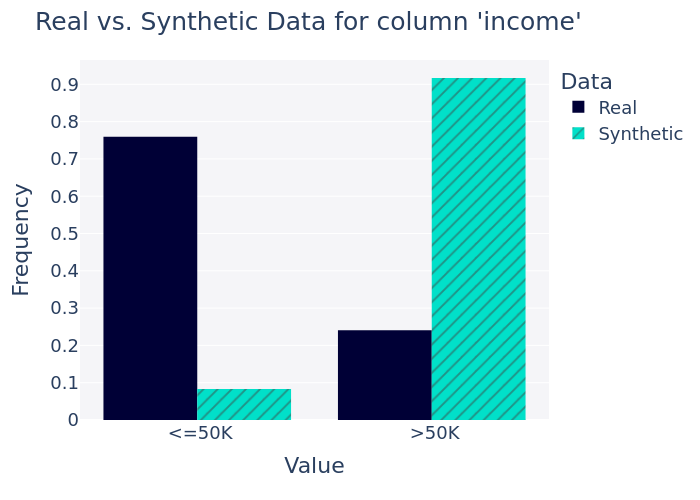 Real vs. Synthetic Data for column 'income'
Data
Real
Synthetic
Frequency
0.9
0.8
0.7
0.6
0.5
0.4
0.3
0.2
0.1
0
<=50K
>50K
Value